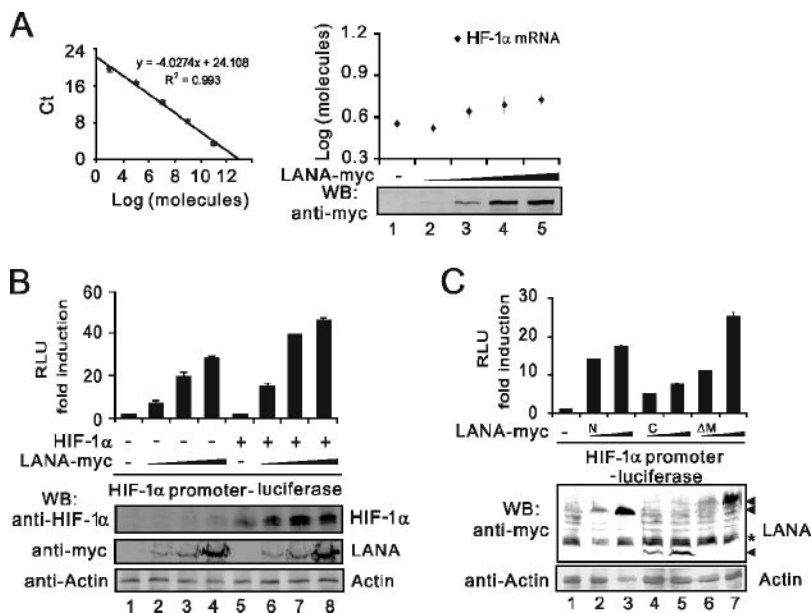 A
Ct
24
16
8
0
y = -4.0274x + 24.108
R² = 0.993
0 2 4 6 8 10 12
Log (molecules)
Log (molecules)
1.2
0.9
0.6
0.3
HF-1α mRNA
LANA-myc -
WB:
anti-myc
1 2 3 4 5
B
RLU
fold induction
60
40
20
0
HIF-1α - - - - + + + +
LANA-myc - -
WB: HIF-1α promoter-luciferase
anti-HIF-1α HIF-1α
anti-myc LANA
anti-Actin Actin
1 2 3 4 5 6 7 8
C
RLU
fold induction
30
20
10
0
LANA-myc - N C ΔM
HIF-1α promoter
-luciferase
WB:
anti-myc
LANA
*
anti-Actin Actin
1 2 3 4 5 6 7